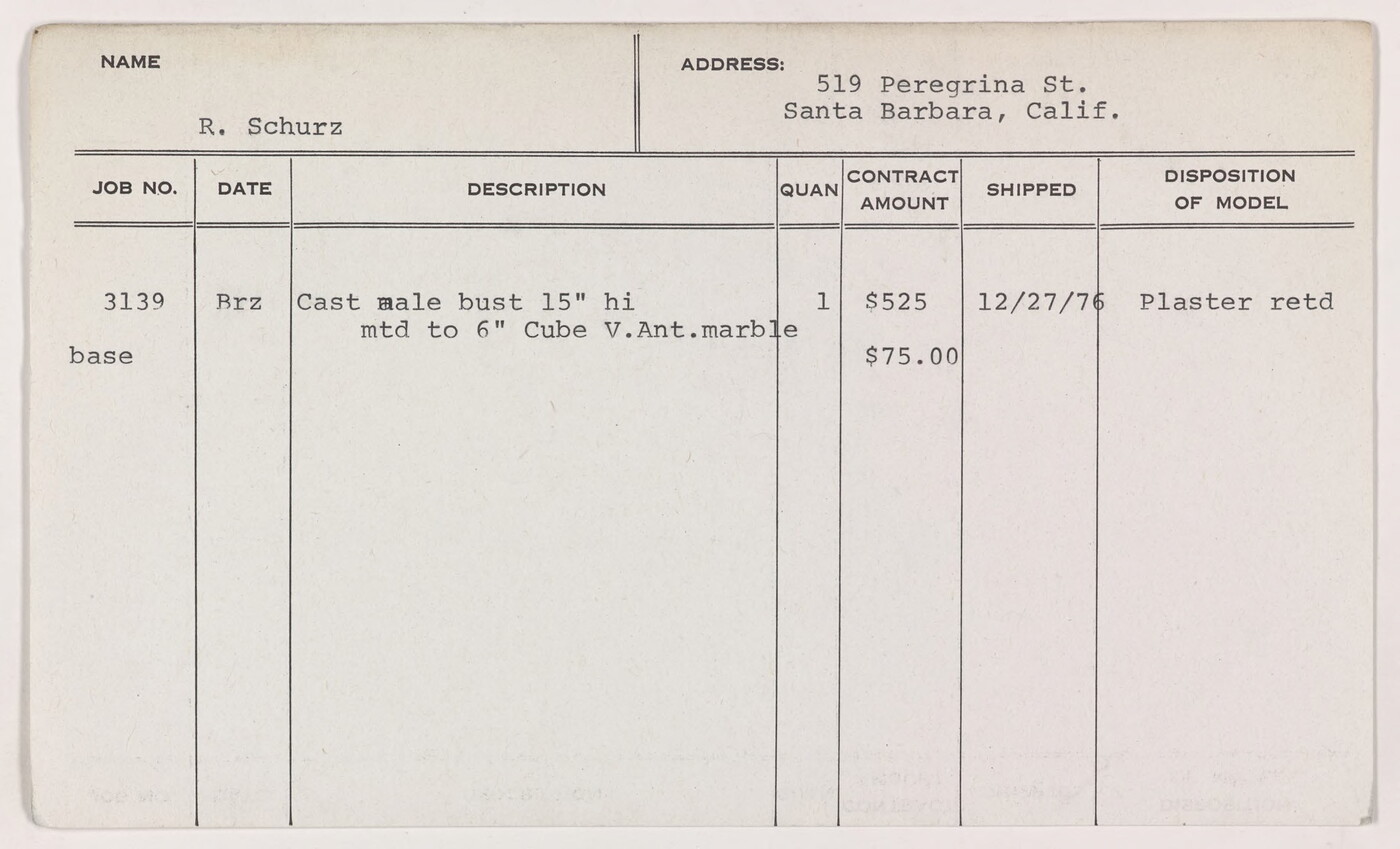 NAME
R. Schurz
ADDRESS:
519 Peregrina St.
Santa Barbara, Calif.
JOB NO. DATE DESCRIPTION QUAN CONTRACT AMOUNT SHIPPED DISPOSITION OF MODEL
3139 Brz Cast male bust 15" hi 1 $525 12/27/76 Plaster retd
mtd to 6" Cube V.Ant.marble
base $75.00